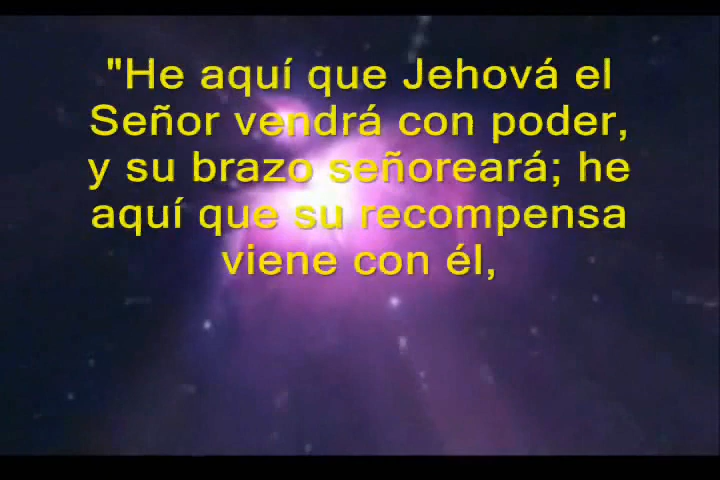 "He aquí que Jehová el
Señor vendrá con poder,
y su brazo señoreará; he
aquí que su recompensa
viene con él,